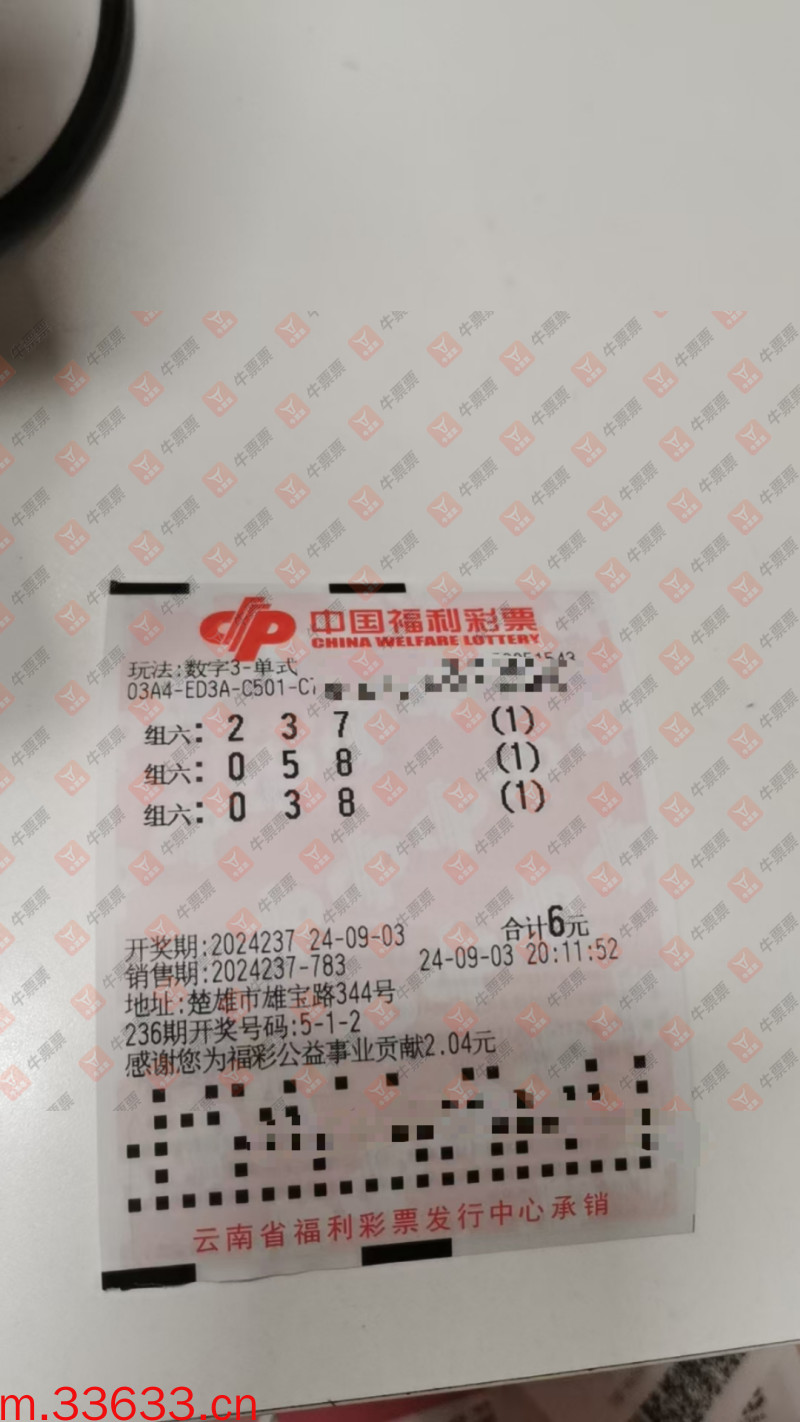 中国福利彩票
CHINA WELFARE LOTTERY
玩法:数字3-单式
03A4-ED3A-C501-C
组六: 2 3 7 (1)
组六: 0 5 8 (1)
组六: 0 3 8 (1)
合计6元
开奖期:2024237 24-09-03
销售期:2024237-783 24-09-03 20:11:52
地址:楚雄市雄宝路344号
236期开奖号码:5-1-2
感谢您为福彩公益事业贡献2.04元
云南省福利彩票发行中心承销
牛票票
m.33633.cn